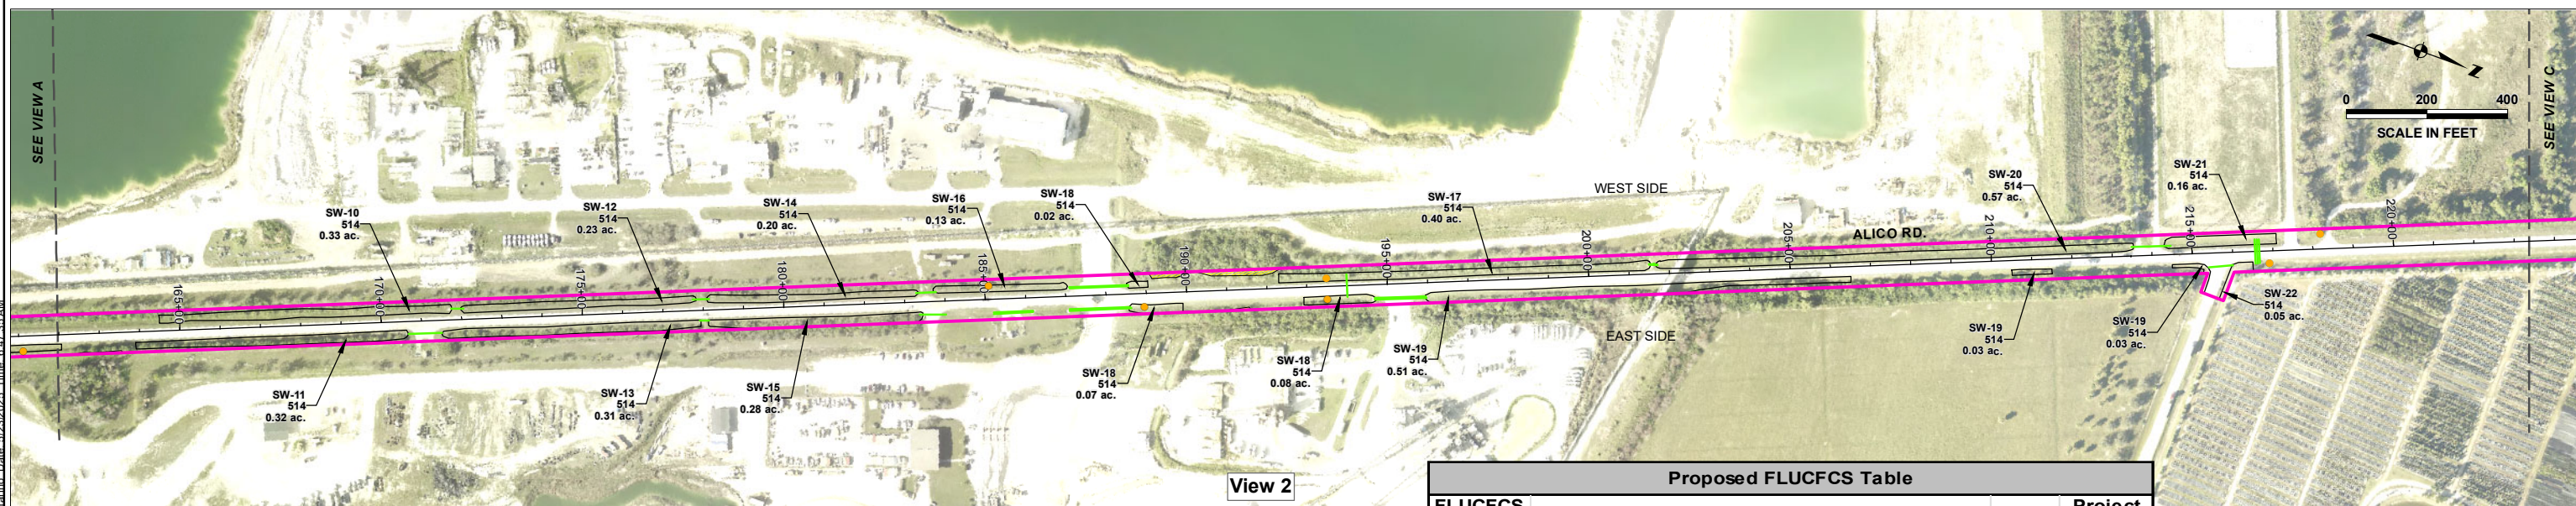 SEE VIEW A
SW-10
514
0.33 ac.
SW-12
514
0.23 ac.
SW-14
514
0.20 ac.
SW-16
514
0.13 ac.
SW-18
514
0.02 ac.
SW-17
514
0.40 ac.
WEST SIDE
ALICO RD.
SW-20
514
0.57 ac.
SW-21
514
0.16 ac.
0 200 400
SCALE IN FEET
N
SEE VIEW C
165+00
170+00
175+00
180+00
185+00
190+00
195+00
200+00
205+00
210+00
215+00
220+00
SW-11
514
0.32 ac.
SW-13
514
0.31 ac.
SW-15
514
0.28 ac.
SW-18
514
0.07 ac.
SW-18
514
0.08 ac.
SW-19
514
0.51 ac.
EAST SIDE
SW-19
514
0.03 ac.
SW-19
514
0.03 ac.
SW-22
514
0.05 ac.
View 2
Proposed FLUCFCS Table
FLUCFCS
Project